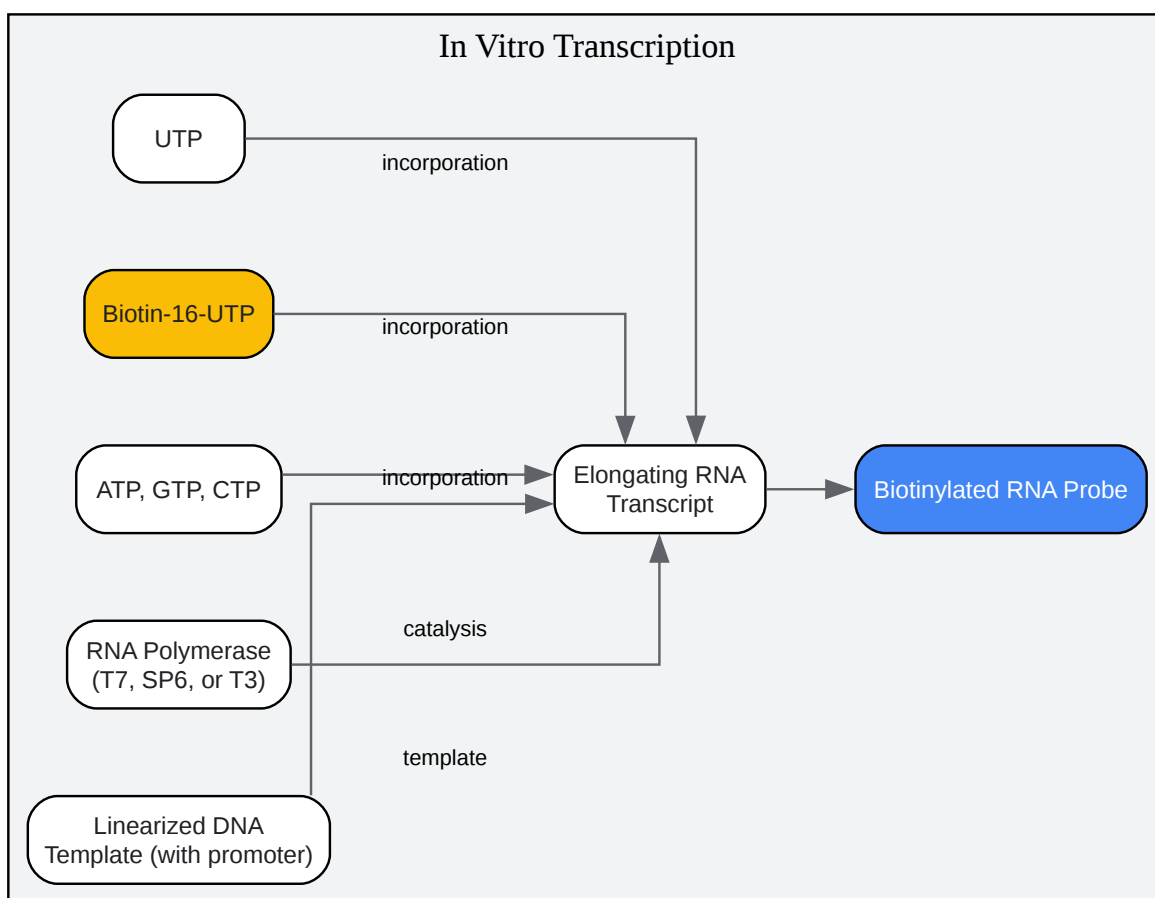 In Vitro Transcription
UTP
incorporation
Biotin-16-UTP
incorporation
ATP, GTP, CTP
incorporation
Elongating RNA
Transcript
Biotinylated RNA Probe
RNA Polymerase
(T7, SP6, or T3)
catalysis
template
Linearized DNA
Template (with promoter)